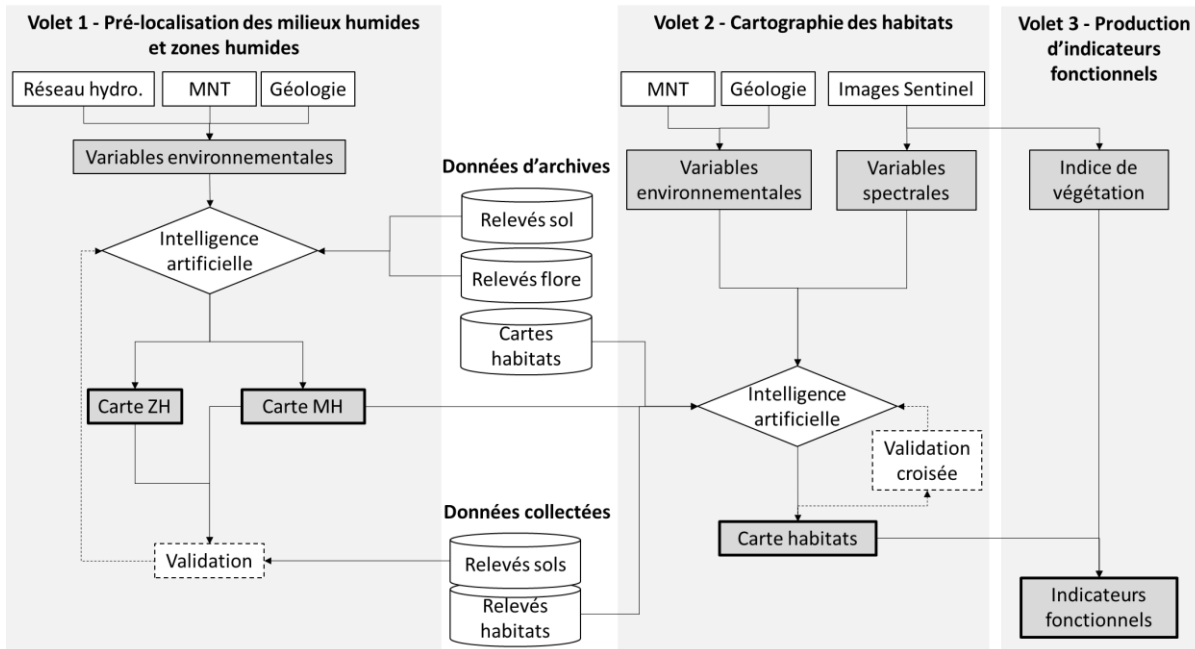 Volet 1 - Pré-localisation des milieux humides
et zones humides
Réseau hydro.
MNT
Géologie
Variables environnementales
Intelligence
artificielle
Carte ZH
Carte MH
Validation
Données d'archives
Relevés sol
Relevés flore
Cartes
habitats
Données collectées
Relevés sols
Relevés
habitats
Volet 2 - Cartographie des habitats
MNT
Géologie
Images Sentinel
Variables
environnementales
Variables
spectrales
Intelligence
artificielle
Validation
croisée
Carte habitats
Volet 3 - Production
d'indicateurs
fonctionnels
Indice de
végétation
Indicateurs
fonctionnels